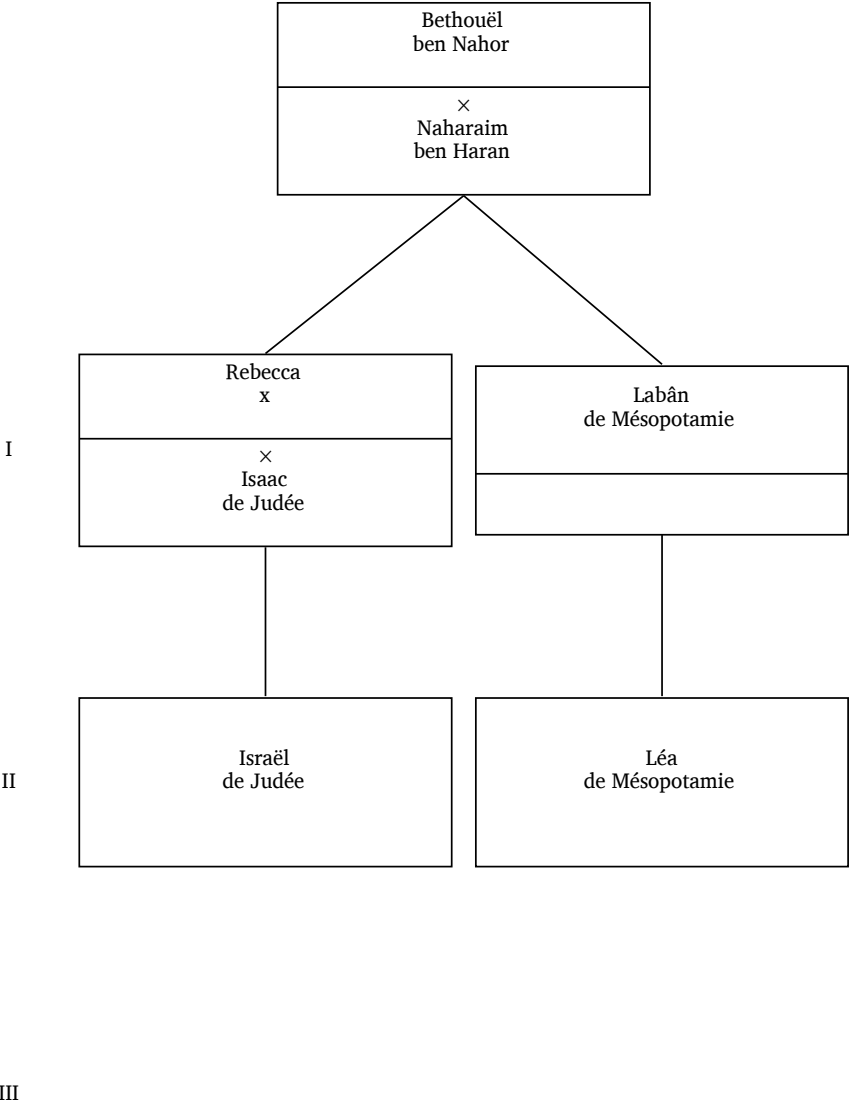 Bethouël
ben Nahor
×
Naharaim
ben Haran
I
Rebecca
x
×
Isaac
de Judée
Labân
de Mésopotamie
II
Israël
de Judée
Léa
de Mésopotamie
III